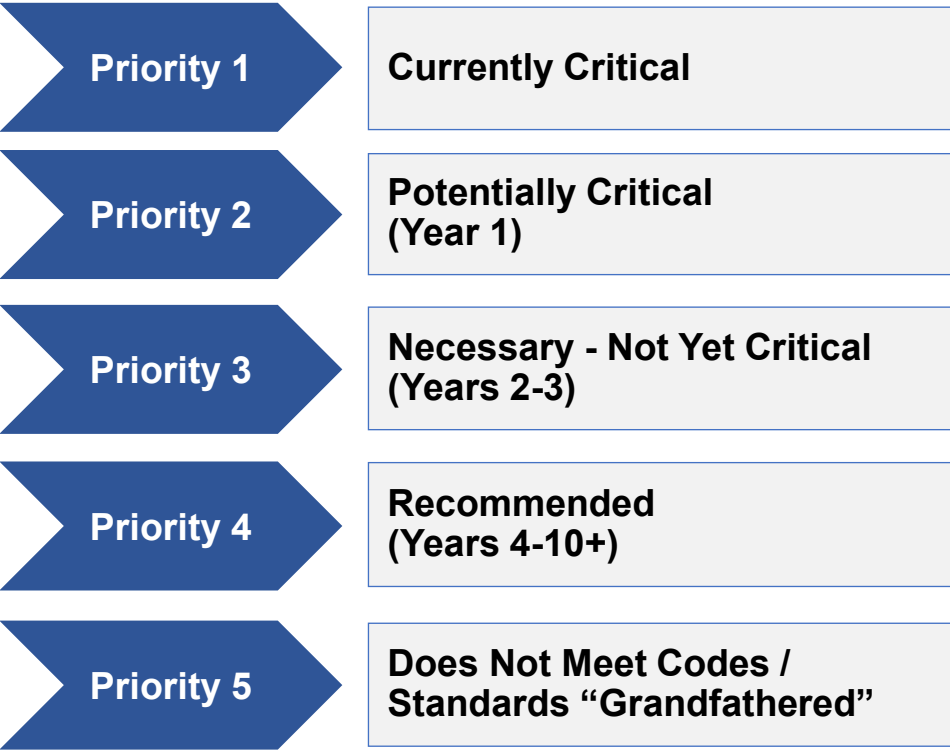 Priority 1
Currently Critical
Priority 2
Potentially Critical
(Year 1)
Priority 3
Necessary - Not Yet Critical
(Years 2-3)
Priority 4
Recommended
(Years 4-10+)
Priority 5
Does Not Meet Codes /
Standards “Grandfathered”